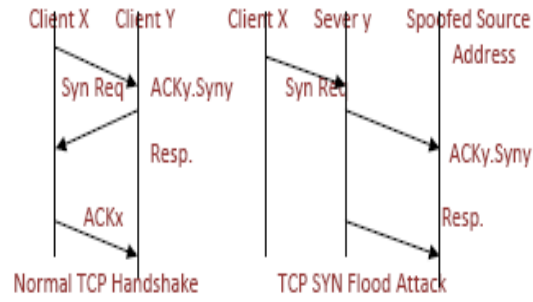 Client X Client Y Client X Sever y Spoofed Source
Address
Syn Req ACKy.Syny Syn Req ACKy.Syny
Resp.
ACKx Resp.
Normal TCP Handshake TCP SYN Flood Attack